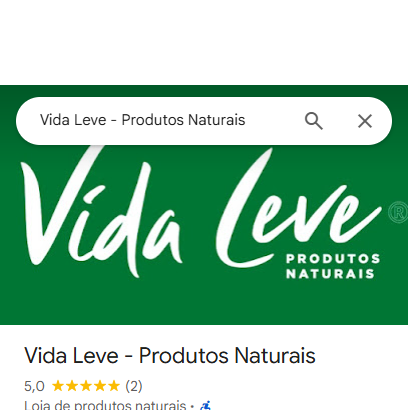 Vida Leve - Produtos Naturais
Vida Leve ®
PRODUTOS
NATURAIS
Vida Leve - Produtos Naturais
5,0 ★★★★★ (2)
Loja de produtos naturais ·